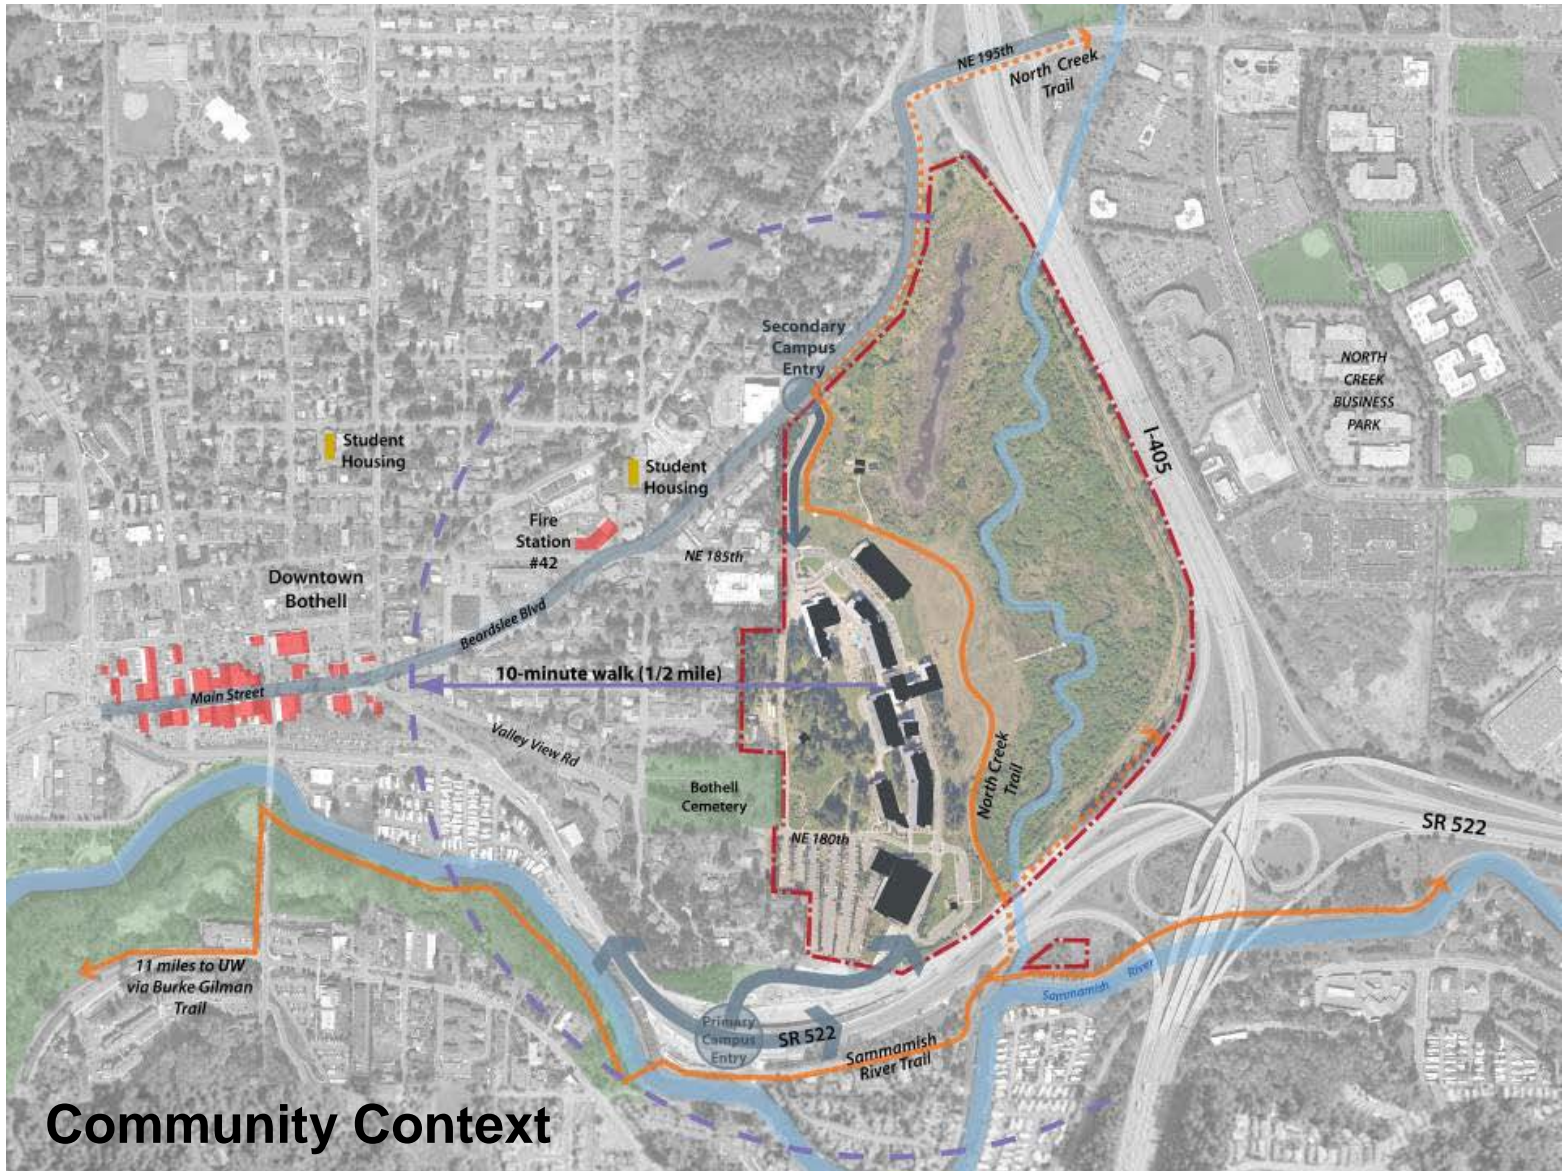 NE 195th
North Creek
Trail
Secondary
Campus
Entry
NORTH
CREEK
BUSINESS
PARK
I-405
Student
Housing
Student
Housing
Fire
Station
#42
NE 185th
Downtown
Bothell
Beardslee Blvd
10-minute walk (1/2 mile)
Main Street
Valley View Rd
North Creek
Trail
Bothell
Cemetery
NE 180th
SR 522
11 miles to UW
via Burke Gilman
Trail
Sammamish River
Primary
Campus
Entry
SR 522
Sammamish
River Trail
Community Context